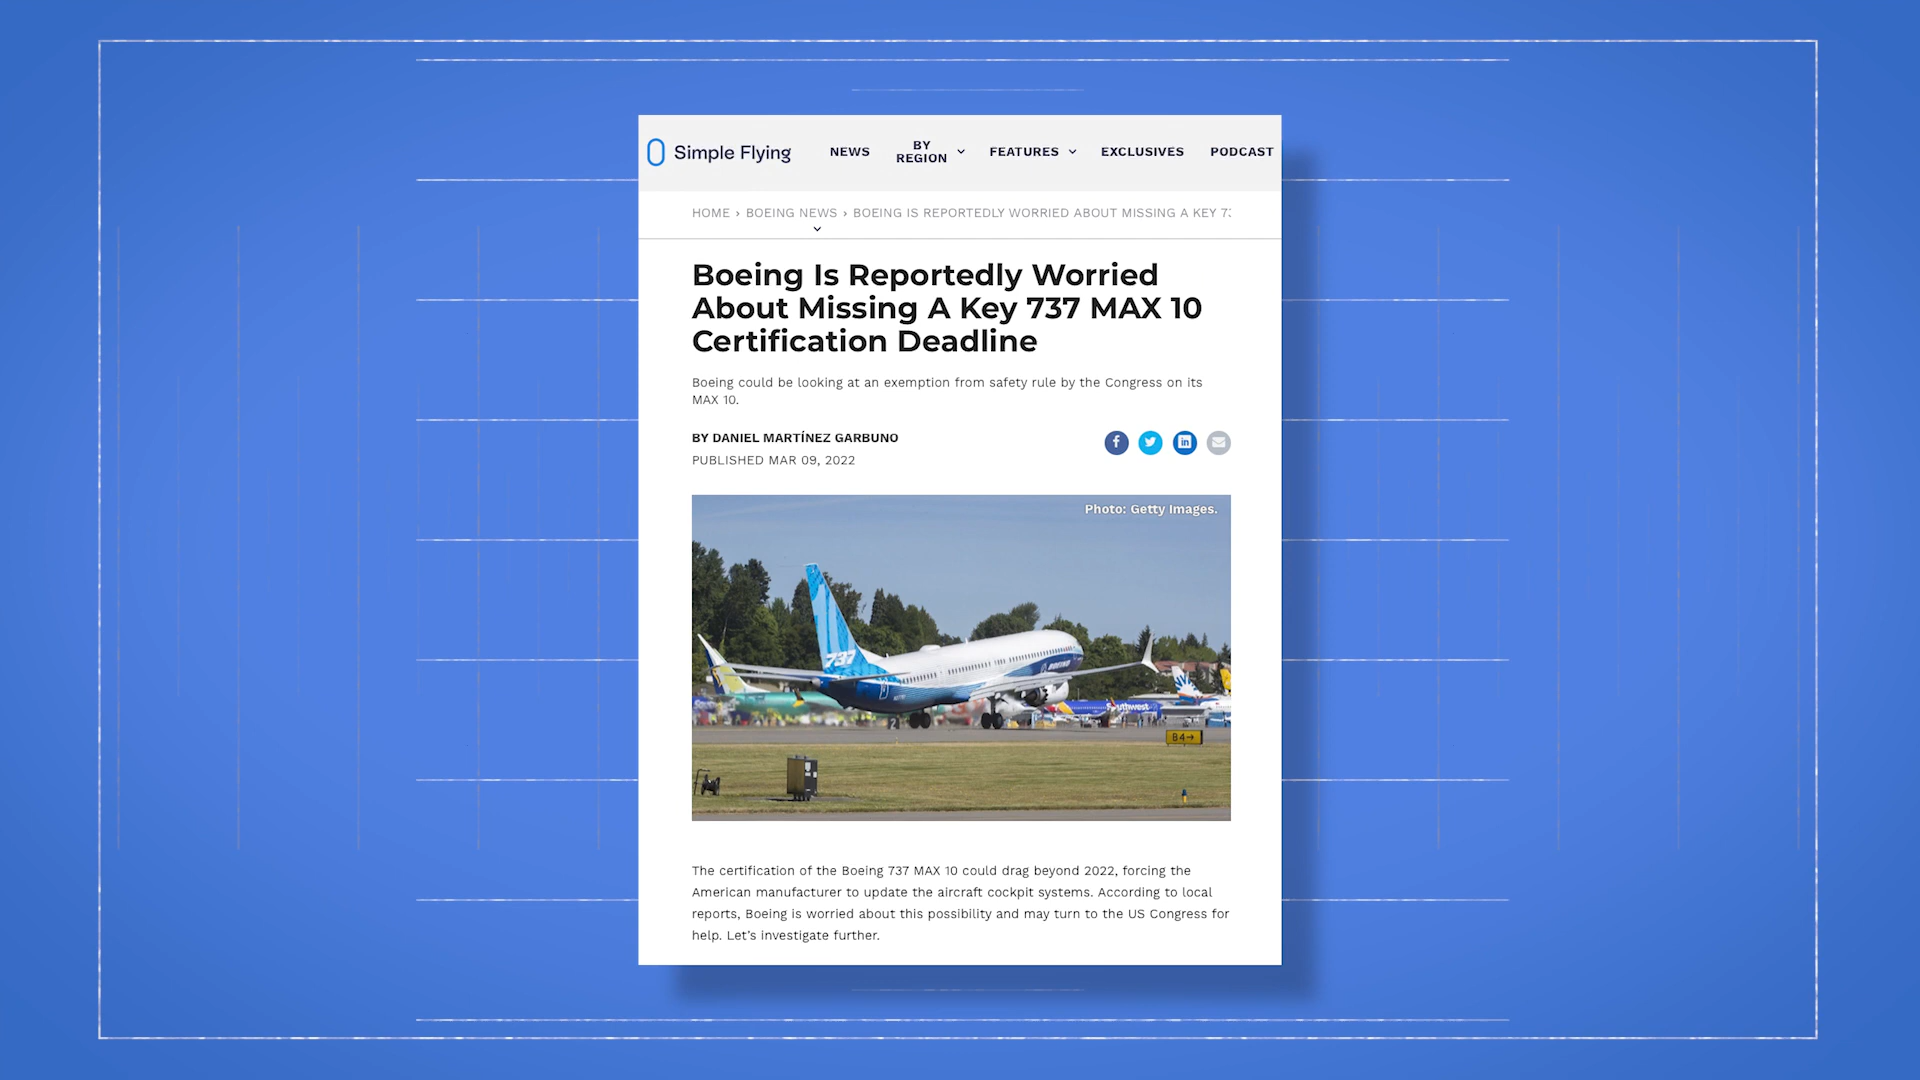 Simple Flying
NEWS
BY
REGION
FEATURES
EXCLUSIVES
PODCAST
HOME › BOEING NEWS › BOEING IS REPORTEDLY WORRIED ABOUT MISSING A KEY
Boeing Is Reportedly Worried
About Missing A Key 737 MAX 10
Certification Deadline
Boeing could be looking at an exemption from safety rule by the Congress on its
MAX 10.
BY DANIEL MARTÍNEZ GARBUNO
PUBLISHED MAR 09, 2022
Photo: Getty Images.
737
BOEING
Southwest
2
B4→
The certification of the Boeing 737 MAX 10 could drag beyond 2022, forcing the
American manufacturer to update the aircraft cockpit systems. According to local
reports, Boeing is worried about this possibility and may turn to the US Congress for
help. Let's investigate further.